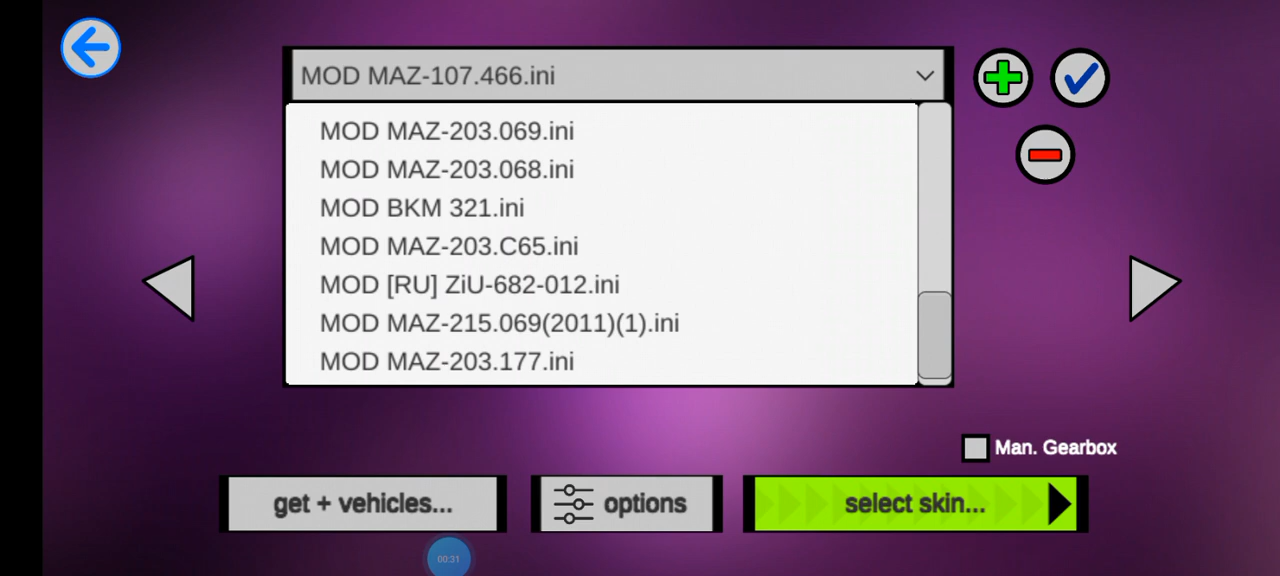 MOD MAZ-107.466.ini
MOD MAZ-203.069.ini
MOD MAZ-203.068.ini
MOD BKM 321.ini
MOD MAZ-203.C65.ini
MOD [RU] ZiU-682-012.ini
MOD MAZ-215.069(2011)(1).ini
MOD MAZ-203.177.ini
Man. Gearbox
get + vehicles...
options
select skin...
00:31